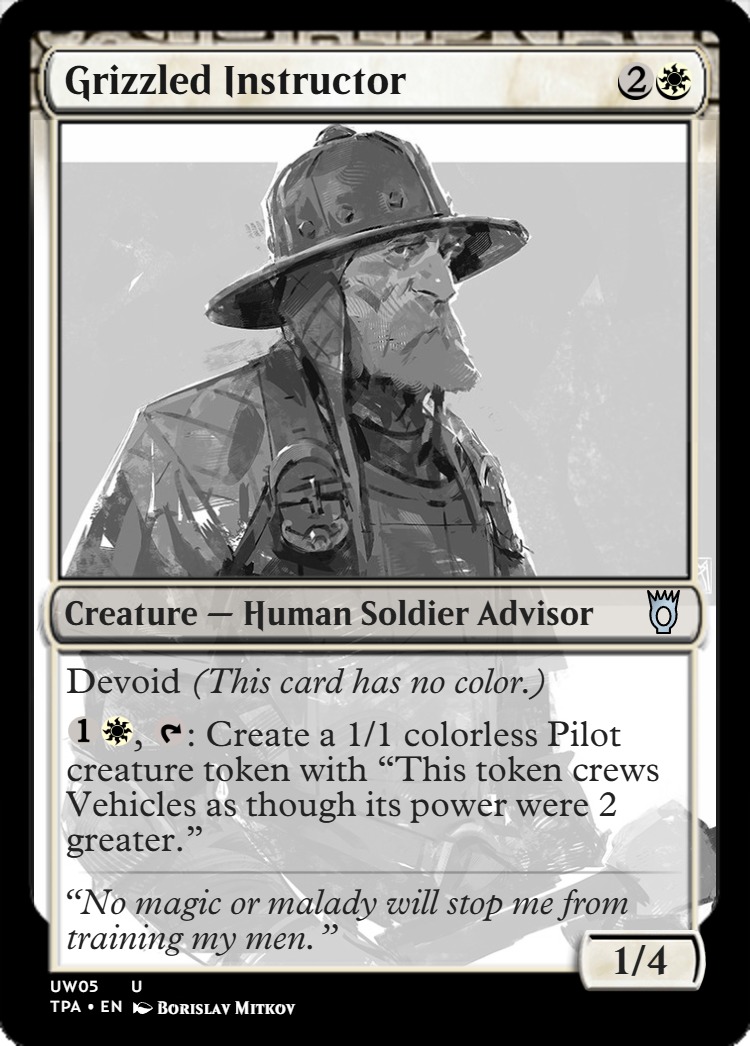 Grizzled Instructor 2
Creature — Human Soldier Advisor
Devoid (This card has no color.)
1 , : Create a 1/1 colorless Pilot
creature token with “This token crews
Vehicles as though its power were 2
greater.”
“No magic or malady will stop me from
training my men.”
1/4
UW05 U
TPA • EN Borislav Mitkov